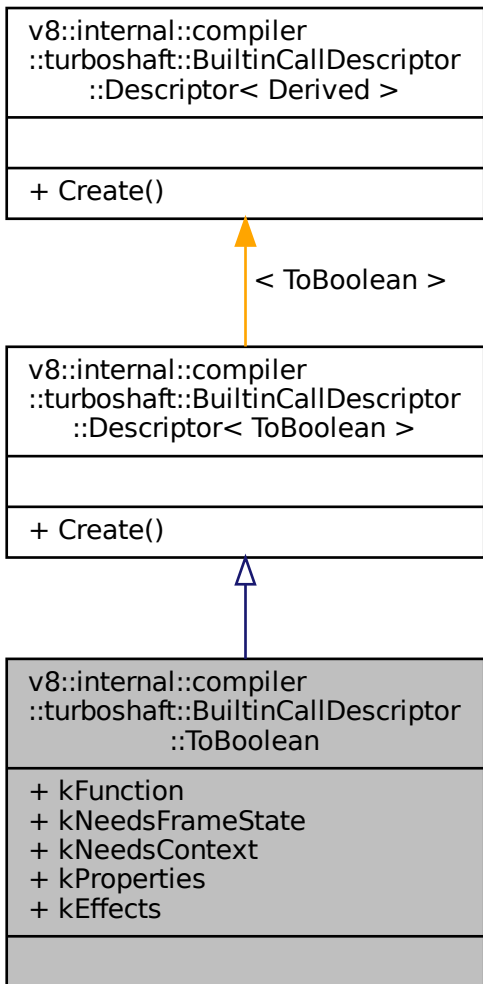 v8::internal::compiler
::turboshaft::BuiltinCallDescriptor
::Descriptor< Derived >
+ Create()
< ToBoolean >
v8::internal::compiler
::turboshaft::BuiltinCallDescriptor
::Descriptor< ToBoolean >
+ Create()
v8::internal::compiler
::turboshaft::BuiltinCallDescriptor
::ToBoolean
+ kFunction
+ kNeedsFrameState
+ kNeedsContext
+ kProperties
+ kEffects